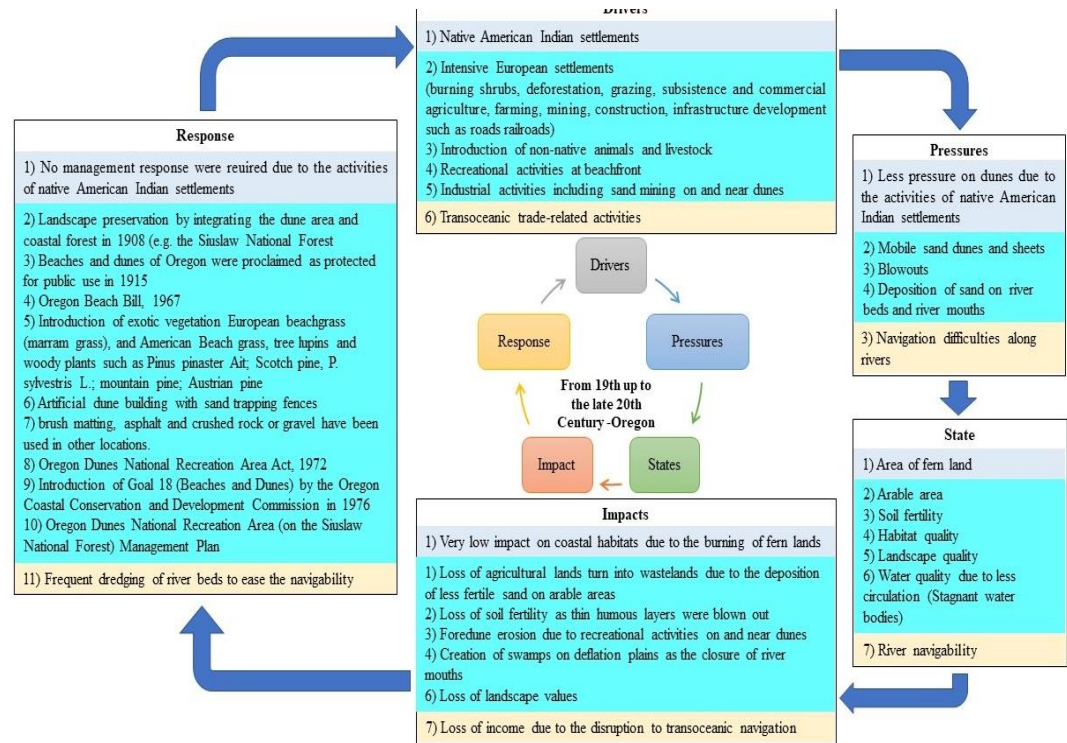 Drivers
1) Native American Indian settlements
2) Intensive European settlements
(burning shrubs, deforestation, grazing, subsistence and commercial
agriculture, farming, mining, construction, infrastructure development
such as roads railroads)
3) Introduction of non-native animals and livestock
4) Recreational activities at beachfront
5) Industrial activities including sand mining on and near dunes
6) Transoceanic trade-related activities
Pressures
1) Less pressure on dunes due to
the activities of native American
Indian settlements
2) Mobile sand dunes and sheets
3) Blowouts
4) Deposition of sand on river
beds and river mouths
3) Navigation difficulties along
rivers
State
1) Area of fern land
2) Arable area
3) Soil fertility
4) Habitat quality
5) Landscape quality
6) Water quality due to less
circulation (Stagnant water
bodies)
7) River navigability
Impacts
1) Very low impact on coastal habitats due to the burning of fern lands
1) Loss of agricultural lands turn into wastelands due to the deposition
of less fertile sand on arable areas
2) Loss of soil fertility as thin humous layers were blown out
3) Foredune erosion due to recreational activities on and near dunes
4) Creation of swamps on deflation plains as the closure of river
mouths
6) Loss of landscape values
7) Loss of income due to the disruption to transoceanic navigation
Response
1) No management response were reuired due to the activities
of native American Indian settlements
2) Landscape preservation by integrating the dune area and
coastal forest in 1908 (e.g. the Siuslaw National Forest
3) Beaches and dunes of Oregon were proclaimed as protected
for public use in 1915
4) Oregon Beach Bill, 1967
5) Introduction of exotic vegetation European beachgrass
(marram grass), and American Beach grass, tree lupins and
woody plants such as Pinus pinaster Ait; Scotch pine, P.
sylvestris L.; mountain pine; Austrian pine
6) Artificial dune building with sand trapping fences
7) brush matting, asphalt and crushed rock or gravel have been
used in other locations.
8) Oregon Dunes National Recreation Area Act, 1972
9) Introduction of Goal 18 (Beaches and Dunes) by the Oregon
Coastal Conservation and Development Commission in 1976
10) Oregon Dunes National Recreation Area (on the Siuslaw
National Forest) Management Plan
11) Frequent dredging of river beds to ease the navigability
Drivers
Pressures
States
Impact
Response
From 19th up to
the late 20th
Century -Oregon